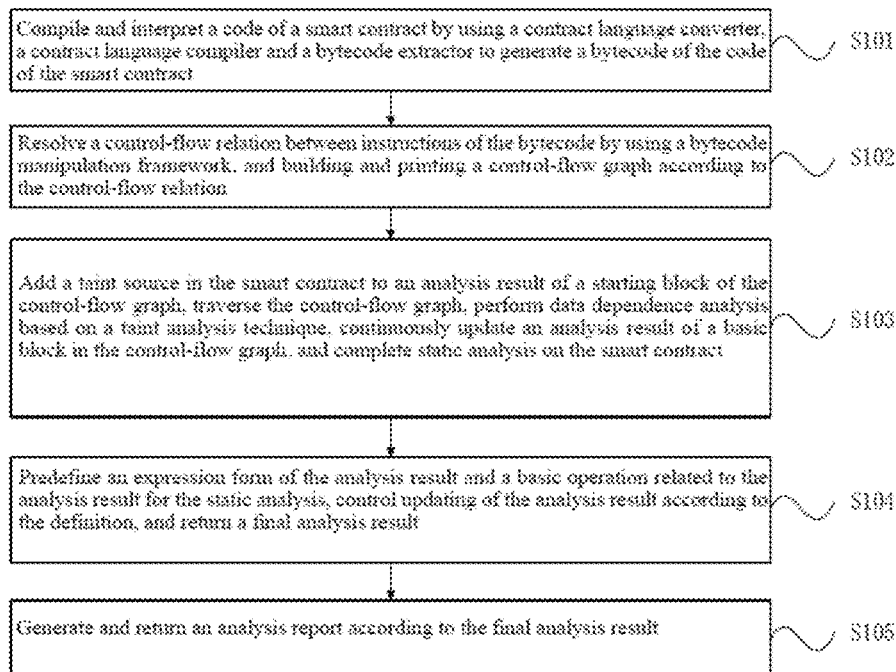 Compile and interpret a code of a smart contract by using a contract language converter,
a contract language compiler and a bytecode extractor to generate a bytecode of the code
of the smart contract
S101
Resolve a control-flow relation between instructions of the bytecode by using a bytecode
manipulation framework, and building and printing a control-flow graph according to
the control-flow relation
S102
Add a taint source in the smart contract to an analysis result of a starting block of the
control-flow graph, traverse the control-flow graph, perform data dependence analysis
based on a taint analysis technique, continuously update an analysis result of a basic
block in the control-flow graph, and complete static analysis on the smart contract
S103
Predefine an expression form of the analysis result and a basic operation related to the
analysis result for the static analysis, control updating of the analysis result according to
the definition, and return a final analysis result
S104
Generate and return an analysis report according to the final analysis result
S105